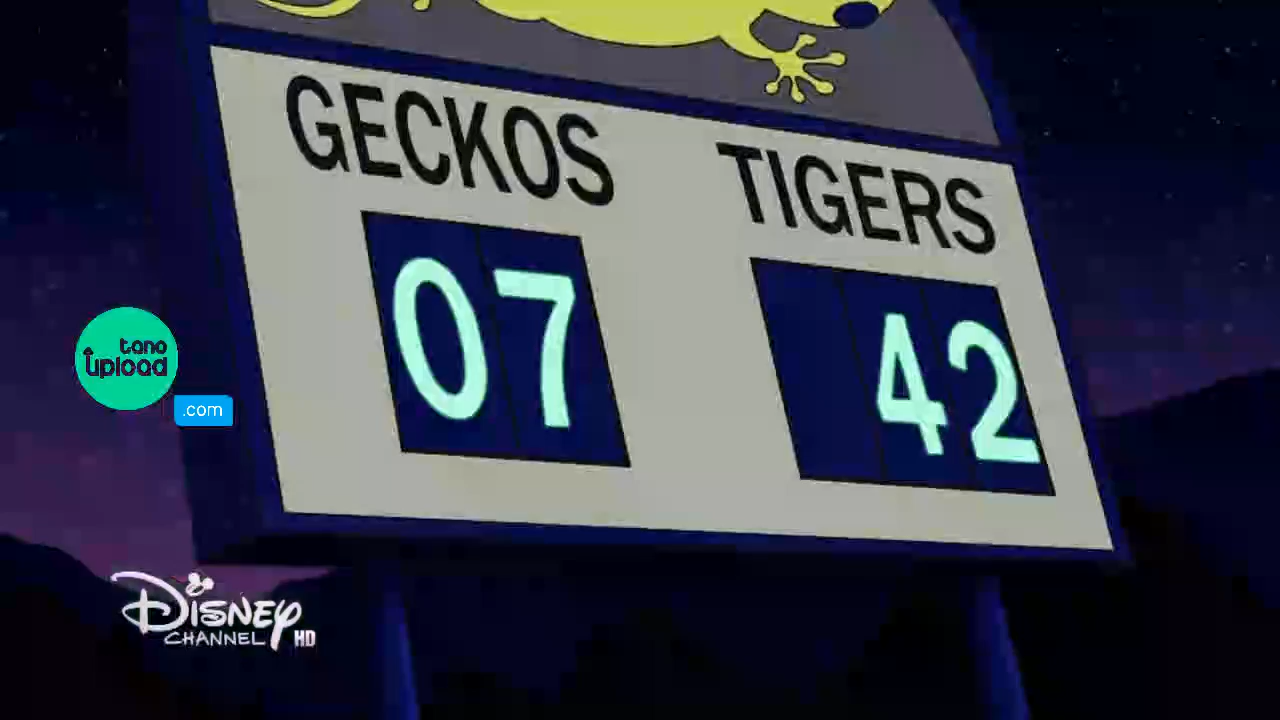 GECKOS TIGERS
07 42
tano
upload
.com
DISNEY
CHANNEL HD